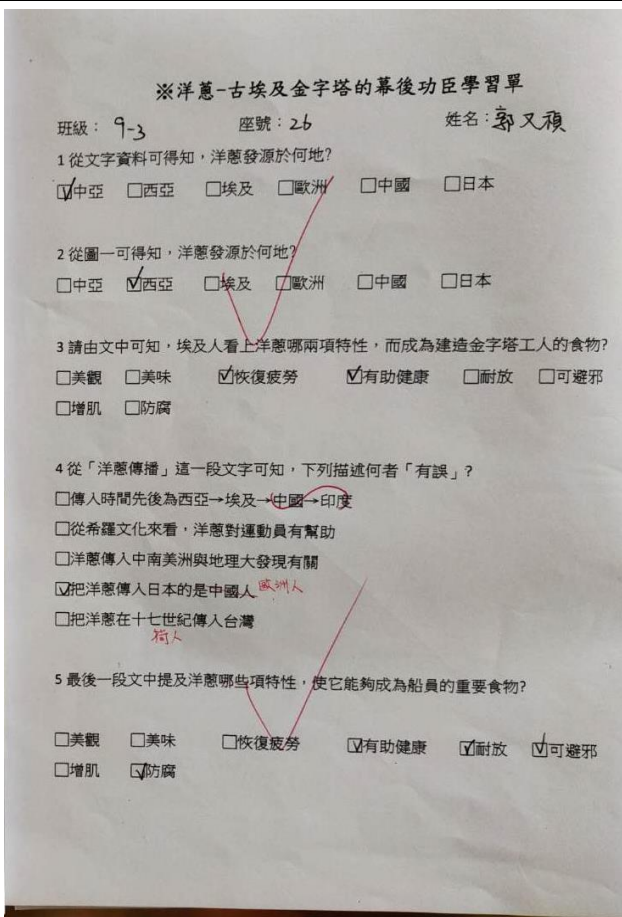 ※洋蔥-古埃及金字塔的幕後功臣學習單
班級：9-3 座號：26 姓名：郭又禎
1 從文字資料可得知，洋蔥發源於何地?
☑中亞 □西亞 □埃及 □歐洲 □中國 □日本
2 從圖一可得知，洋蔥發源於何地?
□中亞 ☑西亞 □埃及 □歐洲 □中國 □日本
3 請由文中可知，埃及人看上洋蔥哪兩項特性，而成為建造金字塔工人的食物?
□美觀 □美味 ☑恢復疲勞 ☑有助健康 □耐放 □可避邪
□增肌 □防腐
4 從「洋蔥傳播」這一段文字可知，下列描述何者「有誤」?
□傳入時間先後為西亞→埃及→中國→印度
□從希羅文化來看，洋蔥對運動員有幫助
□洋蔥傳入中南美洲與地理大發現有關
☑把洋蔥傳入日本的是中國人 歐洲人
□把洋蔥在十七世紀傳入台灣
荷人
5 最後一段文中提及洋蔥哪些項特性，使它能夠成為船員的重要食物?
□美觀 □美味 □恢復疲勞 ☑有助健康 ☑耐放 ☑可避邪
□增肌 ☑防腐